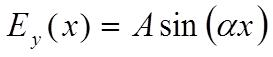 E_y(x) = A sin(αx)